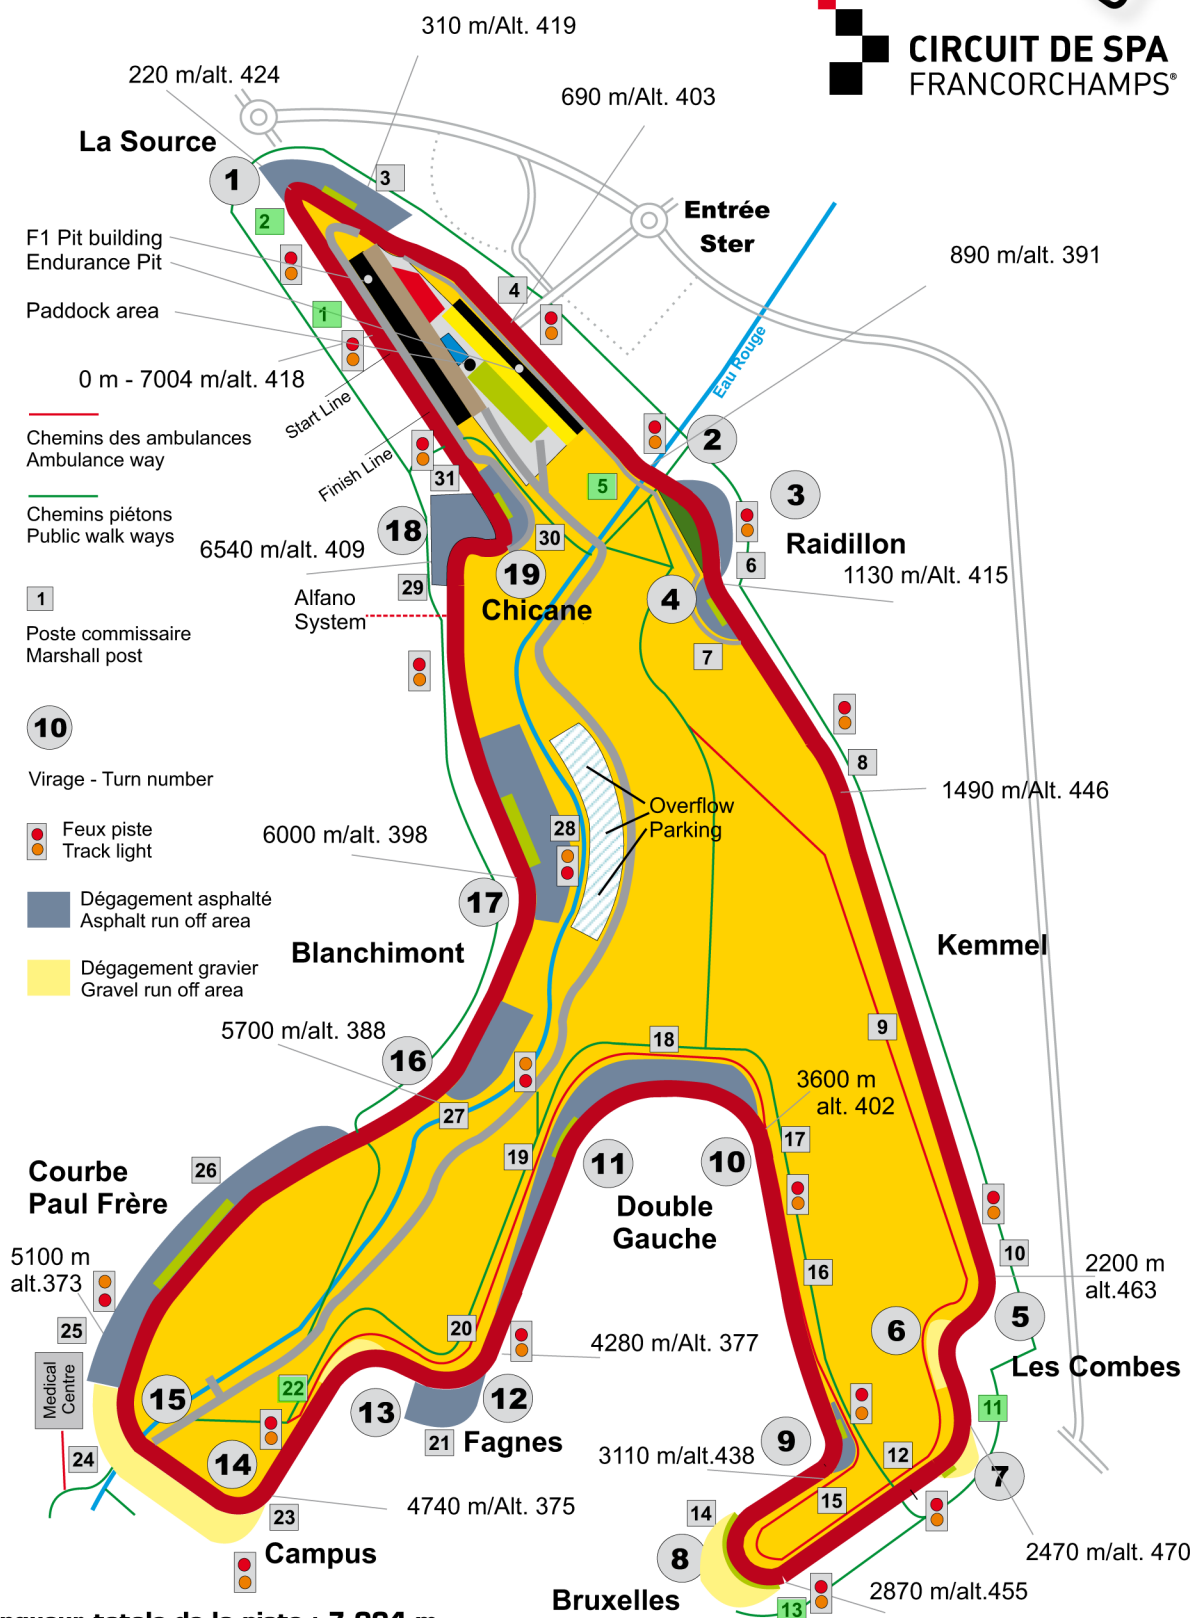 310 m/Alt. 419
220 m/alt. 424
690 m/Alt. 403
CIRCUIT DE SPA
FRANCORCHAMPS®
La Source
1
3
2
Entrée
Ster
F1 Pit building
Endurance Pit
890 m/alt. 391
4
Paddock area
1
Eau Rouge
0 m - 7004 m/alt. 418
Start Line
Finish Line
Chemins des ambulances
Ambulance way
2
31
5
3
Chemins piétons
Public walk ways
18
30
Raidillon
6540 m/alt. 409
19
6
1130 m/Alt. 415
29
4
1
Alfano
System
Chicane
Poste commissaire
Marshall post
7
10
8
Virage - Turn number
1490 m/Alt. 446
Overflow
Parking
Feux piste
Track light
6000 m/alt. 398
28
17
Dégagement asphalté
Asphalt run off area
Blanchimont
Kemmel
Dégagement gravier
Gravel run off area
5700 m/alt. 388
9
18
16
3600 m
alt. 402
27
17
19
11
10
26
Courbe
Paul Frère
Double
Gauche
5100 m
alt.373
16
10
2200 m
alt.463
25
20
4280 m/Alt. 377
6
5
Les Combes
Medical
Centre
22
15
13
12
11
21
Fagnes
9
3110 m/alt.438
12
24
14
7
4740 m/Alt. 375
15
14
23
Campus
8
2470 m/alt. 470
Bruxelles
2870 m/alt.455
13
totale de la piste : 7